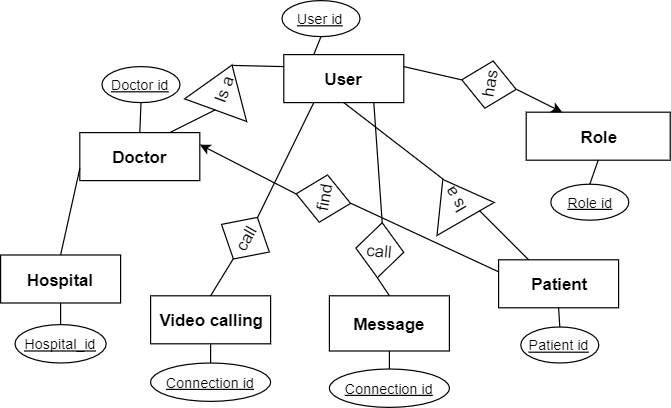 User id
User
Doctor id
Is a
has
Doctor
Role
find
Is a
Role id
call
call
Hospital
Patient
Video calling
Message
Hospital_id
Patient id
Connection id
Connection id